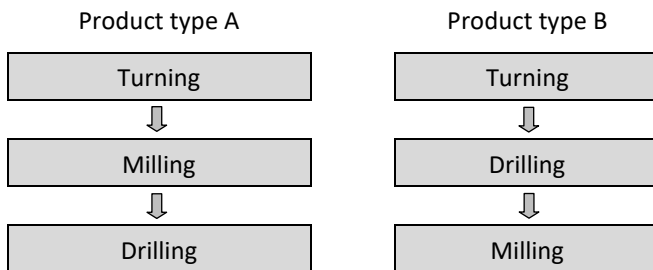 Product type A
Turning
Milling
Drilling
Product type B
Turning
Drilling
Milling